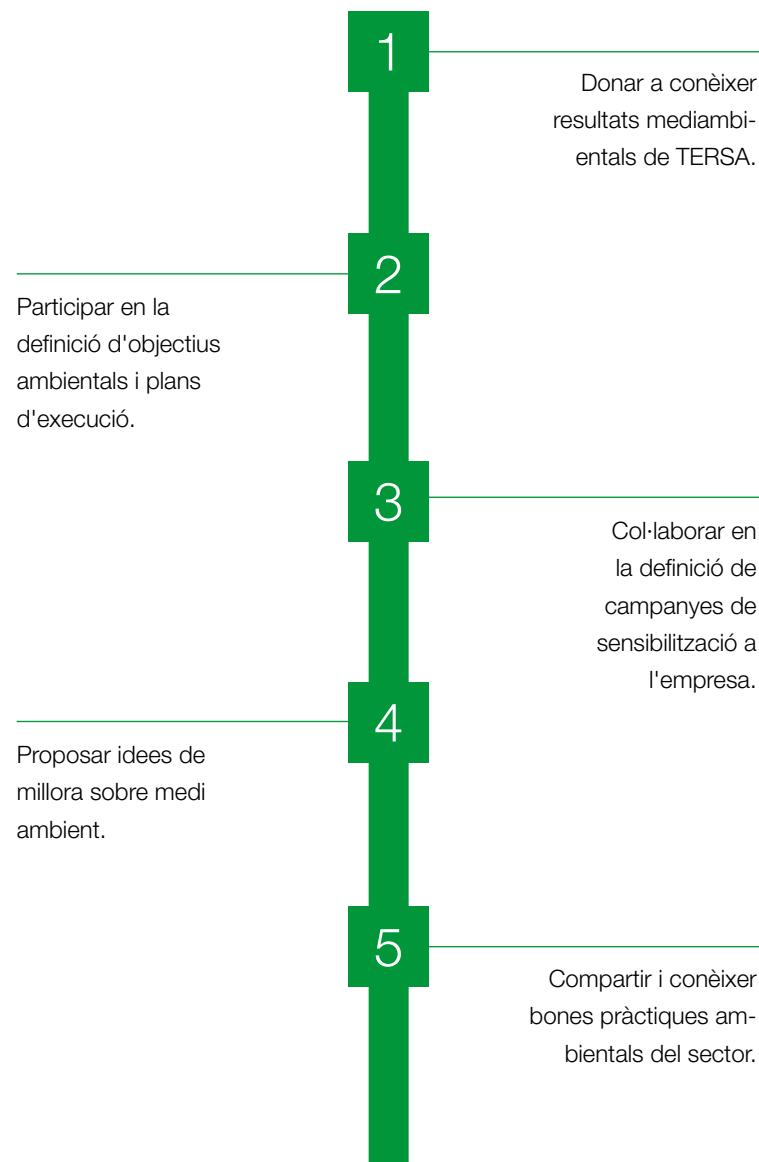 1
Donar a conèixer
resultats mediambi-
entals de TERSA.
2
Participar en la
definició d'objectius
ambientals i plans
d'execució.
3
Col·laborar en
la definició de
campanyes de
sensibilització a
l'empresa.
4
Proposar idees de
millora sobre medi
ambient.
5
Compartir i conèixer
bones pràctiques am-
bientals del sector.